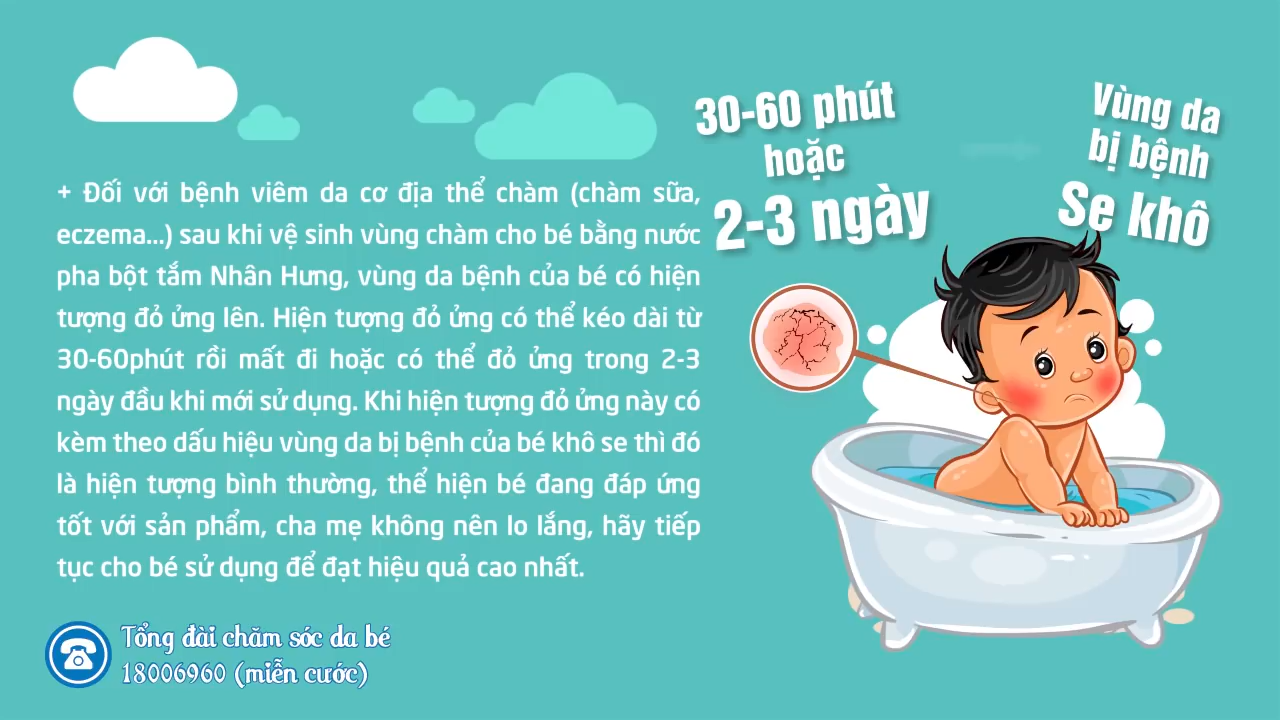 30-60 phút
hoặc
2-3 ngày
Vùng da
bị bệnh
Se khô
+ Đối với bệnh viêm da cơ địa thể chàm (chàm sữa,
eczema...) sau khi vệ sinh vùng chàm cho bé bằng nước
pha bột tắm Nhân Hưng, vùng da bệnh của bé có hiện
tượng đỏ ửng lên. Hiện tượng đỏ ửng có thể kéo dài từ
30-60phút rồi mất đi hoặc có thể đỏ ửng trong 2-3
ngày đầu khi mới sử dụng. Khi hiện tượng đỏ ửng này có
kèm theo dấu hiệu vùng da bị bệnh của bé khô se thì đó
là hiện tượng bình thường, thể hiện bé đang đáp ứng
tốt với sản phẩm, cha mẹ không nên lo lắng, hãy tiếp
tục cho bé sử dụng để đạt hiệu quả cao nhất.
Tổng đài chăm sóc da bé
18006960 (miễn cước)